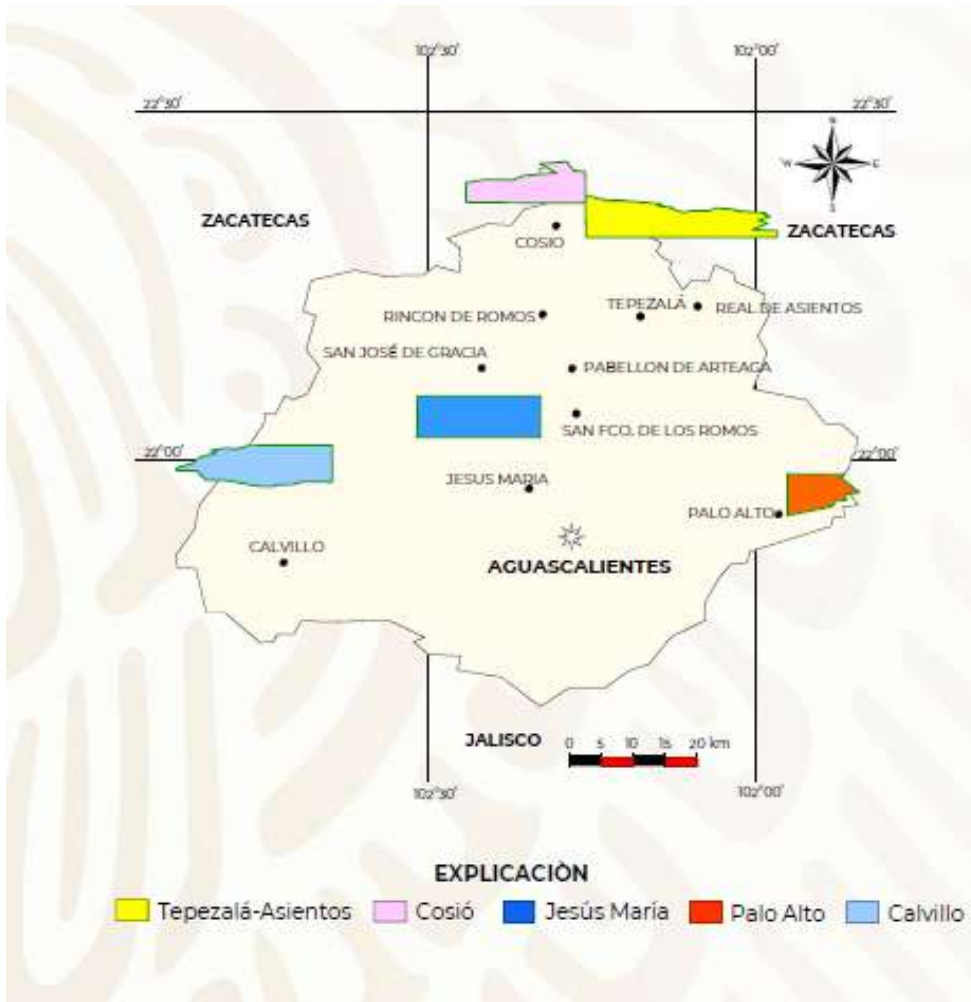 102°30'
102°00'
22°30'
22°30'
N
W
E
S
ZACATECAS
ZACATECAS
COSIO
TEPEZALÁ
REAL DE ASIENTOS
RINCON DE ROMOS
SAN JOSÉ DE GRACIA
PABELLON DE ARTEAGA
SAN FCO. DE LOS ROMOS
22°00'
22°00'
JESUS MARIA
PALO ALTO
CALVILLO
AGUASCALIENTES
JALISCO
0 5 10 15 20 km
102°30'
102°00'
EXPLICACIÒN
Tepezalá-Asientos Cosió Jesús María Palo Alto Calvillo